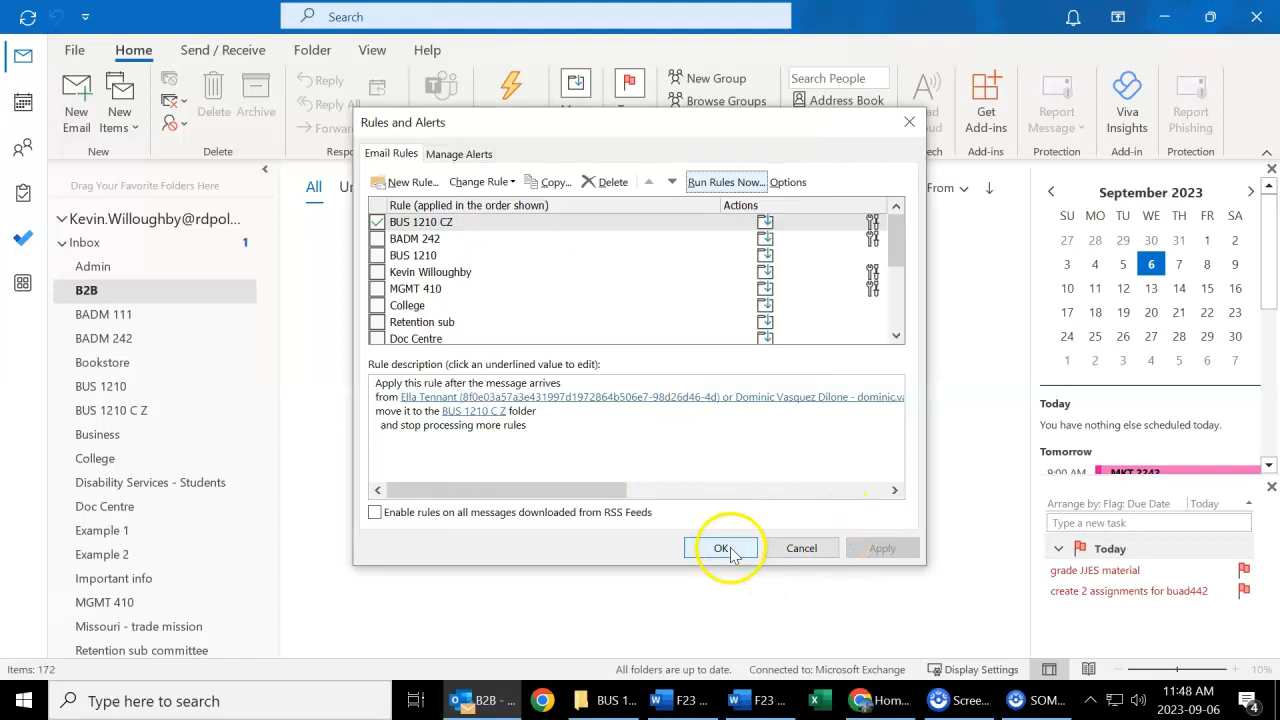 Search
File Home Send / Receive Folder View Help
New Email
New Items
Delete
Archive
Reply
Reply All
Forward
New Group
Browse Groups
Search People
Address Book
Get Add-ins
Viva Insights
Report Message
Report Phishing
New
Delete
Add-ins
Protection
Add-in
Protection
Drag Your Favorite Folders Here
Kevin.Willoughby@rdpol...
Inbox 1
Admin
B2B
BADM 111
BADM 242
Bookstore
BUS 1210
BUS 1210 C Z
Business
College
Disability Services - Students
Doc Centre
Example 1
Example 2
Important info
MGMT 410
Missouri - trade mission
Retention sub committee
All
From
Rules and Alerts
Email Rules Manage Alerts
New Rule... Change Rule Copy... Delete Run Rules Now... Options
Rule (applied in the order shown) Actions
BUS 1210 CZ
BADM 242
BUS 1210
Kevin Willoughby
MGMT 410
College
Retention sub
Doc Centre
Rule description (click an underlined value to edit):
Apply this rule after the message arrives
from Ella Tennant (8f0e03a57a3e431997d1972864b506e7-98d26d46-4d) or Dominic Vasquez Dilone - dominic.va
move it to the BUS 1210 C Z folder
and stop processing more rules
Enable rules on all messages downloaded from RSS Feeds
OK Cancel Apply
September 2023
SU MO TU WE TH FR SA
27 28 29 30 31 1 2
3 4 5 6 7 8 9
10 11 12 13 14 15 16
17 18 19 20 21 22 23
24 25 26 27 28 29 30
1 2 3 4 5 6 7
Today
You have nothing else scheduled today.
Tomorrow
9:00 AM MKT 2243
Arrange by: Flag: Due Date Today
Type a new task
Today
grade JJES material
create 2 assignments for buad442
Items: 172 All folders are up to date. Connected to: Microsoft Exchange Display Settings 10%
Type here to search B2B - ... BUS 1... F23 ... F23 ... Hom... Scree... SOM... 11:48 AM
2023-09-06 4